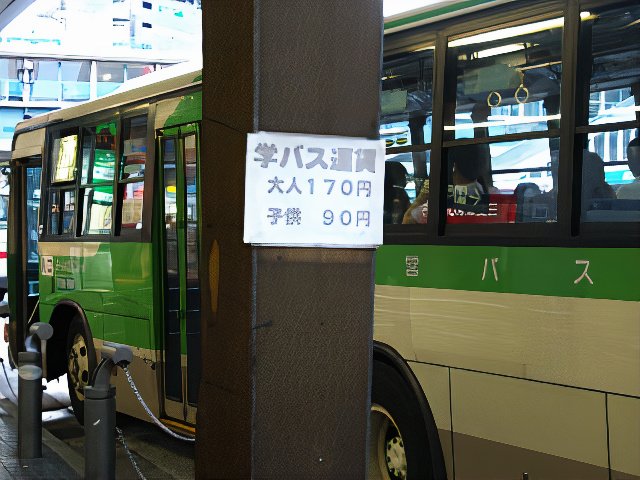 学バス運賃
大人170円
子供 90円
バス